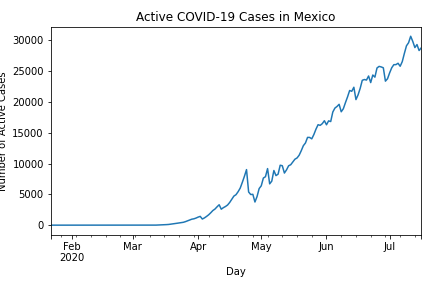 Active COVID-19 Cases in Mexico
30000
25000
20000
15000
10000
5000
0
Number of Active Cases
Feb
2020
Mar
Apr
May
Jun
Jul
Day